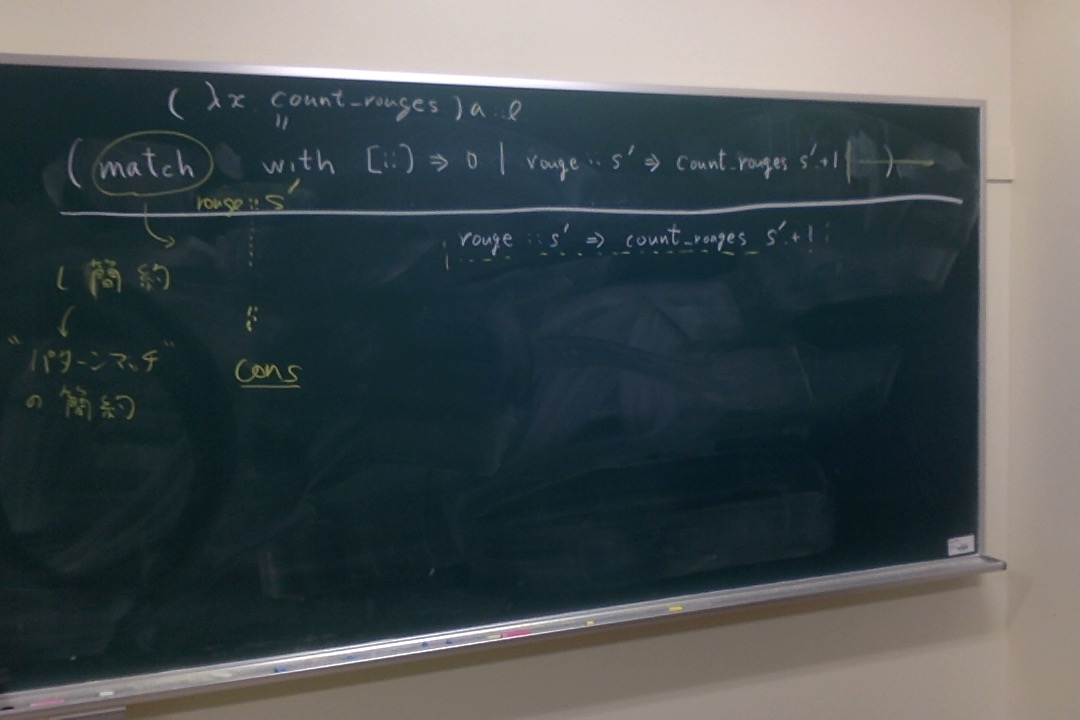 (λx count_rouges) a :: l
"
(match with [::] ⇒ 0 | rouge :: s' ⇒ count_rouges s'.+1 | )
rouge :: s'
rouge :: s' ⇒ count_rouges s'.+1
ι 簡約
::
"パターンマッチ"
cons
の簡約